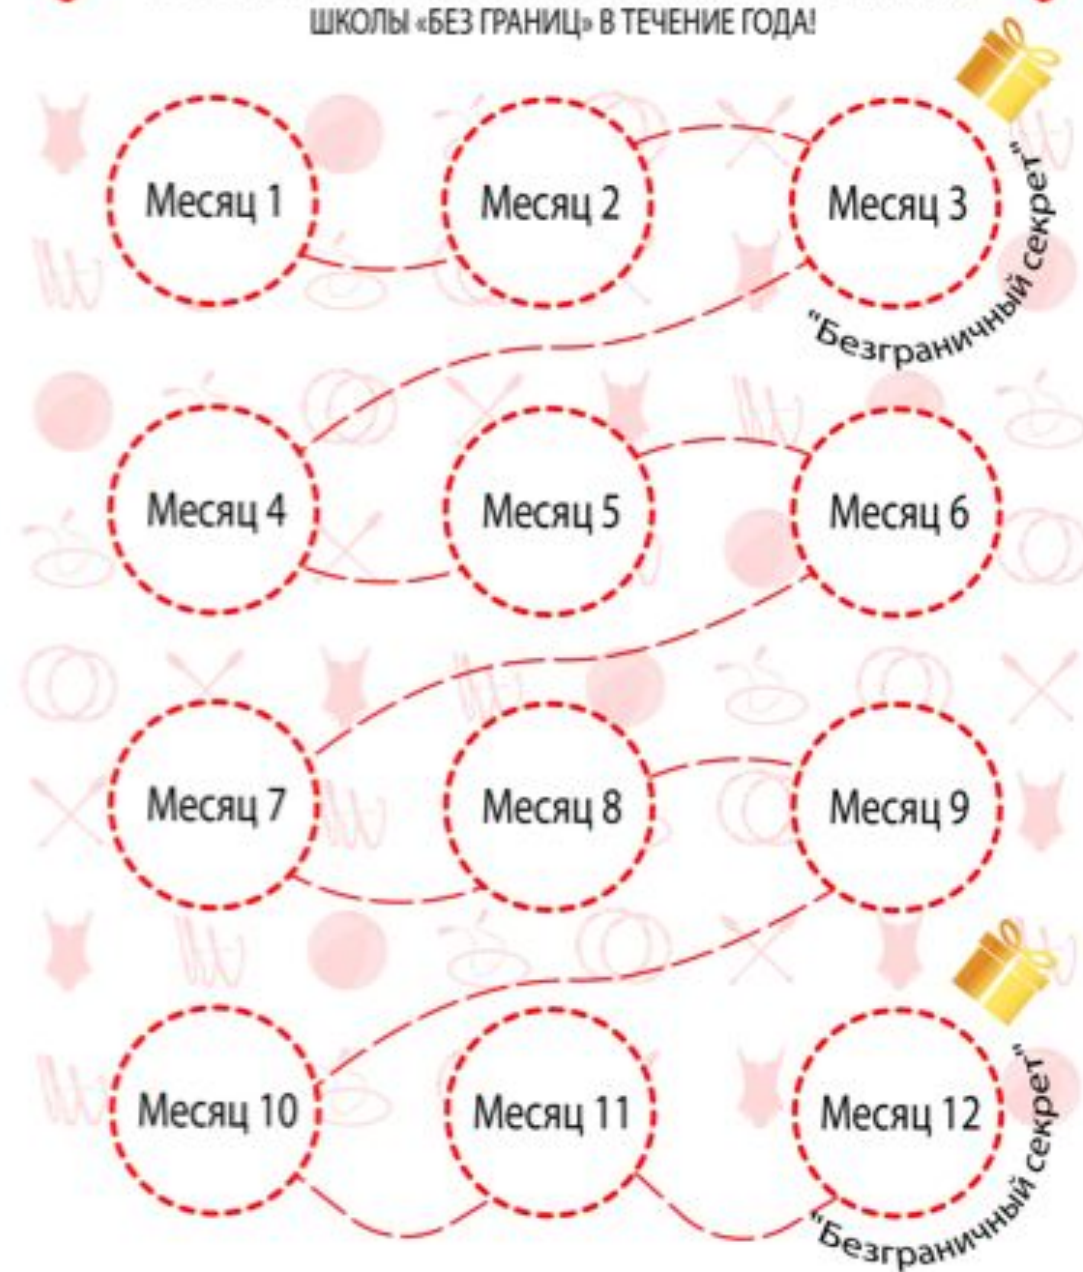 ШКОЛЫ «БЕЗ ГРАНИЦ» В ТЕЧЕНИЕ ГОДА!
Месяц 1
Месяц 2
Месяц 3
"Безграничный секрет"
Месяц 4
Месяц 5
Месяц 6
Месяц 7
Месяц 8
Месяц 9
Месяц 10
Месяц 11
Месяц 12
"Безграничный секрет"